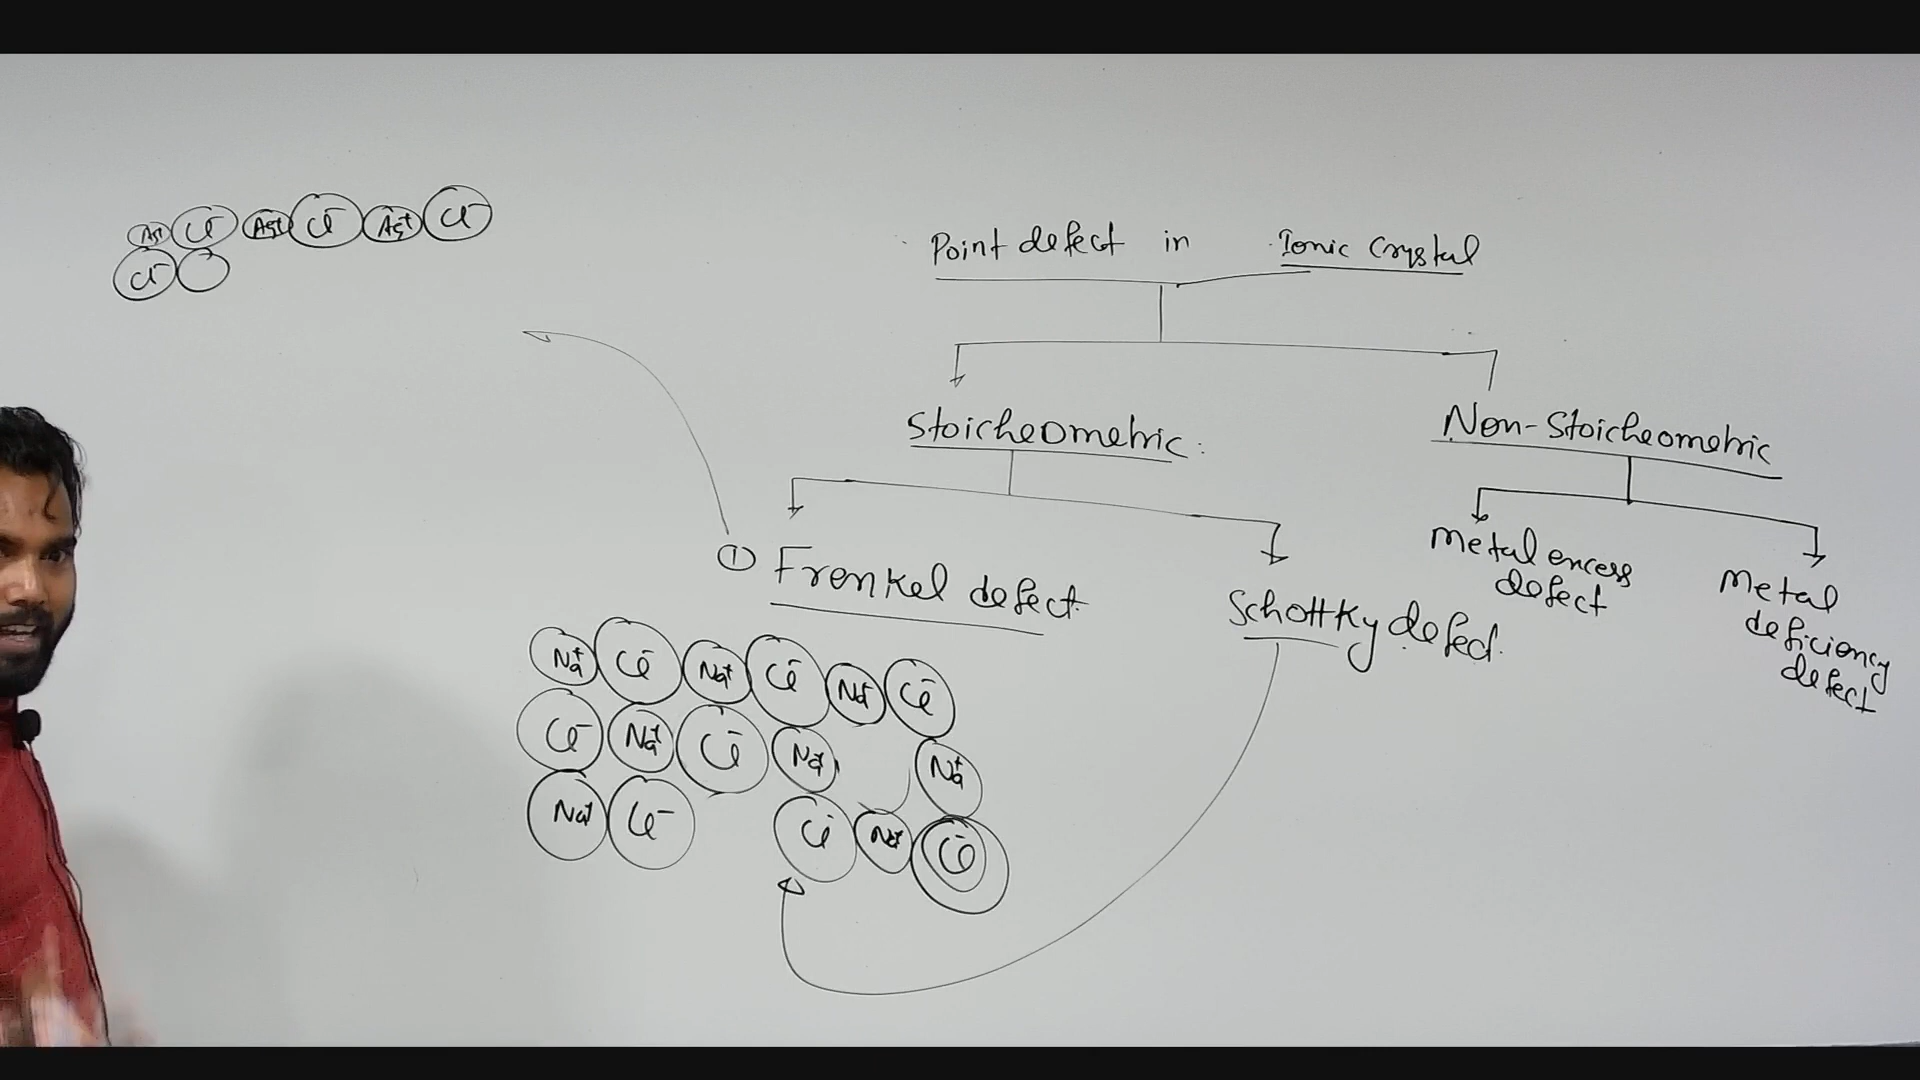 Ag+ Cl- Ag+ Cl- Ag+ Cl-
Cl-
Point defect in Ionic Crystal
Stoicheometric
Non-Stoicheometric
① Frenkel defect
Schottky defect
Metal excess
defect
Metal
deficiency
defect
Na+ Cl- Na+ Cl- Na+ Cl-
Cl- Na+ Cl- Na+ Na+
Na+ Cl- Cl- Na+ Cl-